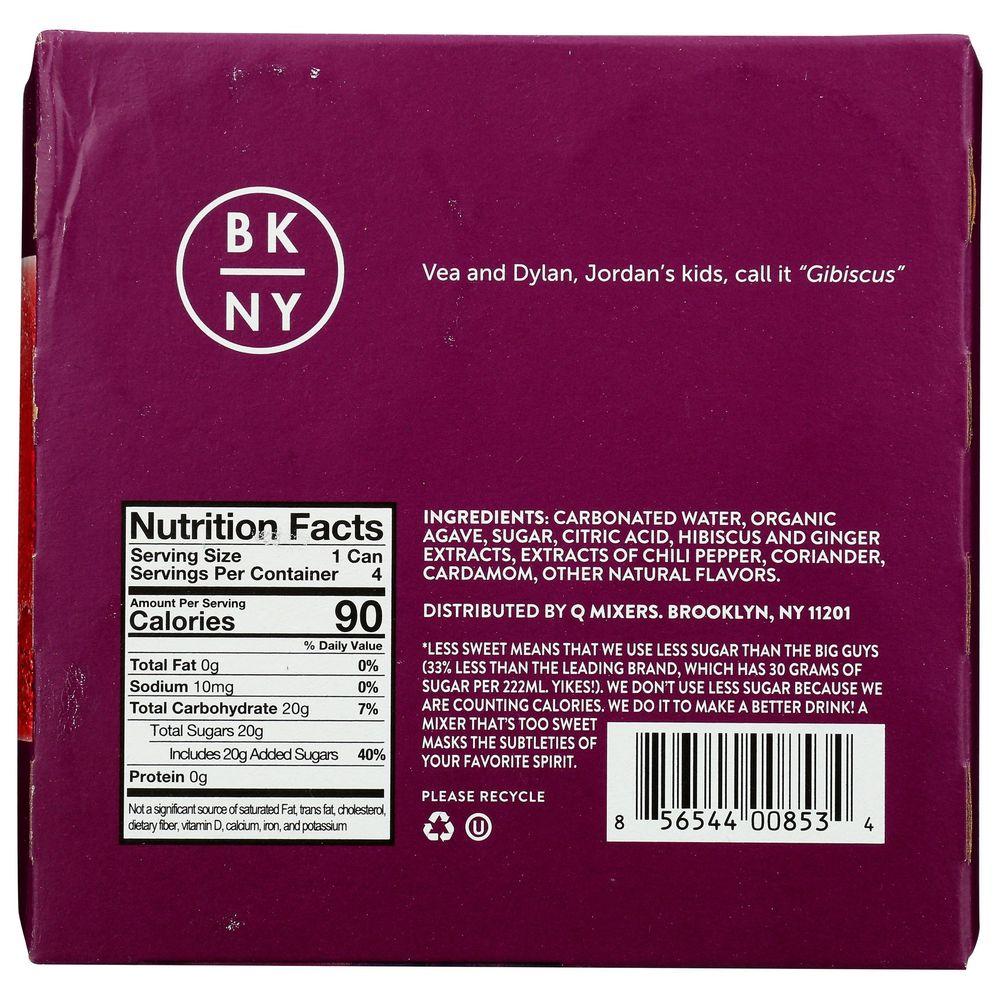 BK
NY
Vea and Dylan, Jordan's kids, call it "Gibiscus"
Nutrition Facts
Serving Size 1 Can
Servings Per Container 4
Amount Per Serving
Calories 90
% Daily Value
Total Fat 0g 0%
Sodium 10mg 0%
Total Carbohydrate 20g 7%
Total Sugars 20g
Includes 20g Added Sugars 40%
Protein 0g
Not a significant source of saturated Fat, trans fat, cholesterol,
dietary fiber, vitamin D, calcium, iron, and potassium
INGREDIENTS: CARBONATED WATER, ORGANIC
AGAVE, SUGAR, CITRIC ACID, HIBISCUS AND GINGER
EXTRACTS, EXTRACTS OF CHILI PEPPER, CORIANDER,
CARDAMOM, OTHER NATURAL FLAVORS.
DISTRIBUTED BY Q MIXERS. BROOKLYN, NY 11201
*LESS SWEET MEANS THAT WE USE LESS SUGAR THAN THE BIG GUYS
(33% LESS THAN THE LEADING BRAND, WHICH HAS 30 GRAMS OF
SUGAR PER 222ML. YIKES!). WE DON'T USE LESS SUGAR BECAUSE WE
ARE COUNTING CALORIES. WE DO IT TO MAKE A BETTER DRINK! A
MIXER THAT'S TOO SWEET
MASKS THE SUBTLETIES OF
YOUR FAVORITE SPIRIT.
PLEASE RECYCLE
U
8 56544 00853 4